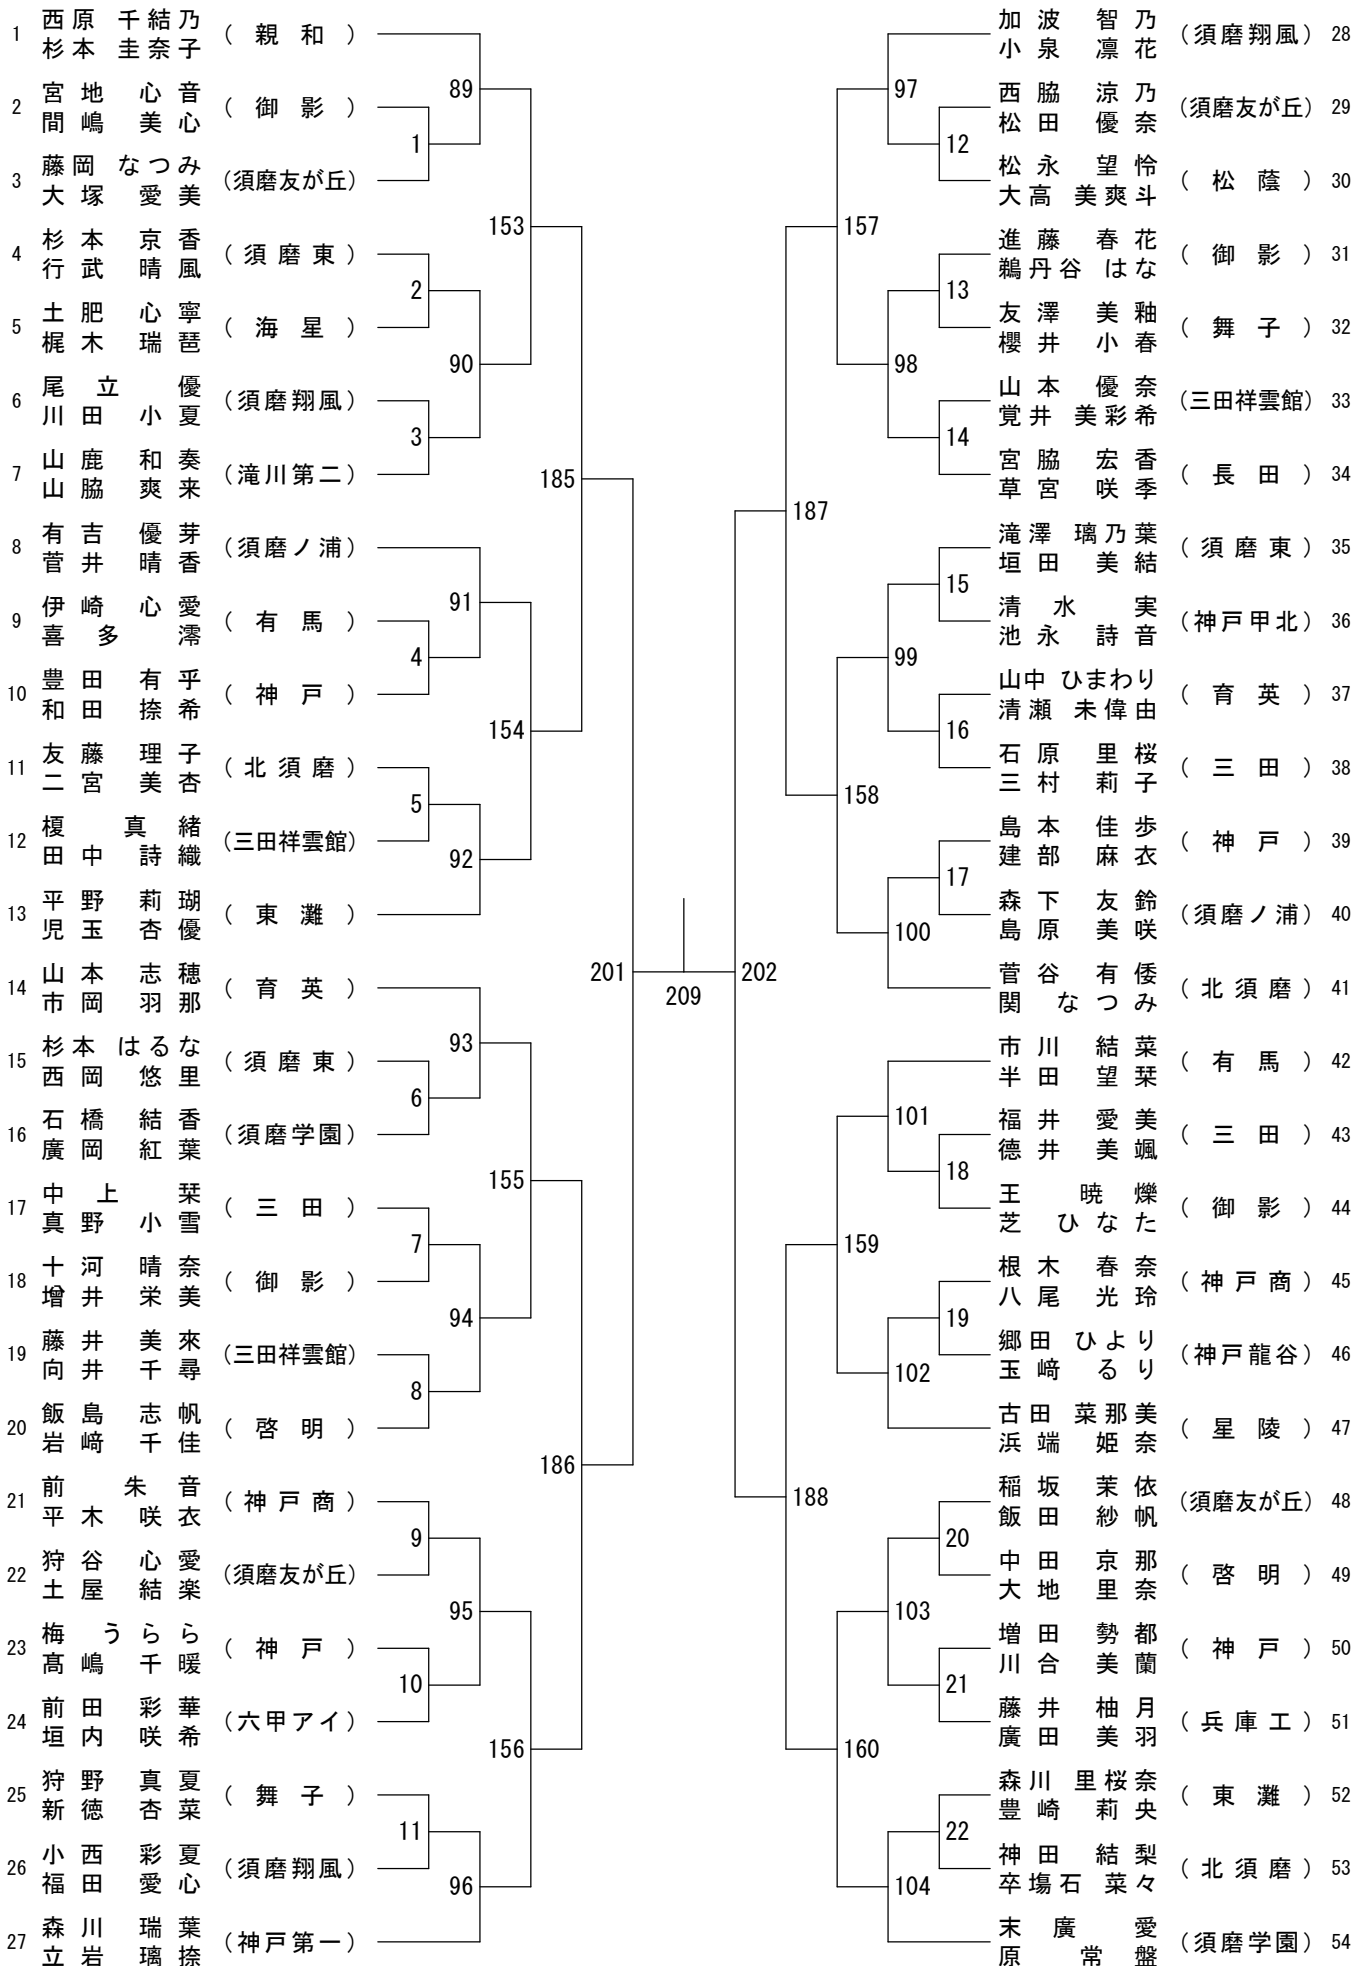 1 西原 千結乃 (親和)
杉本 圭奈子
2 宮地 心音 (御影)
間嶋 美心
3 藤岡 なつみ (須磨友が丘)
大塚 愛美
4 杉本 京香 (須磨東)
行武 晴風
5 土肥 心寧 (海星)
梶木 瑞琶
6 尾立 優 (須磨翔風)
川田 小夏
7 山鹿 和奏 (滝川第二)
山脇 爽来
8 有吉 優芽 (須磨ノ浦)
菅井 晴香
9 伊崎 心愛 (有馬)
喜多 澪
10 豊田 有乎 (神戸)
和田 捺希
11 友藤 理子 (北須磨)
二宮 美杏
12 榎 真緒 (三田祥雲館)
田中 詩織
13 平野 莉瑚 (東灘)
児玉 杏優
14 山本 志穂 (育英)
市岡 羽那
15 杉本 はるな (須磨東)
西岡 悠里
16 石橋 結香 (須磨学園)
廣岡 紅葉
17 中上 栞 (三田)
真野 小雪
18 十河 晴奈 (御影)
増井 栄美
19 藤井 美來 (三田祥雲館)
向井 千尋
20 飯島 志帆 (啓明)
岩﨑 千佳
21 前 朱音 (神戸商)
平木 咲衣
22 狩谷 心愛 (須磨友が丘)
土屋 結楽
23 梅 うらら (神戸)
髙嶋 千暖
24 前田 彩華 (六甲アイ)
垣内 咲希
25 狩野 真夏 (舞子)
新徳 杏菜
26 小西 彩夏 (須磨翔風)
福田 愛心
27 森川 瑞葉 (神戸第一)
立岩 璃捺
1
2
3
4
5
6
7
8
9
10
11
89
90
91
92
93
94
95
96
153
154
155
156
185
186
201
209
202
187
188
157
158
159
160
97
98
99
100
101
102
103
104
12
13
14
15
16
17
18
19
20
21
22
加波 智乃 (須磨翔風) 28
小泉 凛花
西脇 涼乃 (須磨友が丘) 29
松田 優奈
松永 望怜 (松蔭) 30
大高 美爽斗
進藤 春花 (御影) 31
鵜丹谷 はな
友澤 美釉 (舞子) 32
櫻井 小春
山本 優奈 (三田祥雲館) 33
覚井 美彩希
宮脇 宏香 (長田) 34
草宮 咲季
滝澤 璃乃葉 (須磨東) 35
垣田 美結
清水 実 (神戸甲北) 36
池永 詩音
山中 ひまわり (育英) 37
清瀬 未偉由
石原 里桜 (三田) 38
三村 莉子
島本 佳歩 (神戸) 39
建部 麻衣
森下 友鈴 (須磨ノ浦) 40
島原 美咲
菅谷 有倭 (北須磨) 41
関 なつみ
市川 結菜 (有馬) 42
半田 望栞
福井 愛美 (三田) 43
德井 美颯
王 暁爍 (御影) 44
芝 ひなた
根木 春奈 (神戸商) 45
八尾 光玲
郷田 ひより (神戸龍谷) 46
玉﨑 るり
古田 菜那美 (星陵) 47
浜端 姫奈
稲坂 茉依 (須磨友が丘) 48
飯田 紗帆
中田 京那 (啓明) 49
大地 里奈
増田 勢都 (神戸) 50
川合 美蘭
藤井 柚月 (兵庫工) 51
廣田 美羽
森川 里桜奈 (東灘) 52
豊崎 莉央
神田 結梨 (北須磨) 53
卒塲石 菜々
末廣 愛 (須磨学園) 54
原 常盤